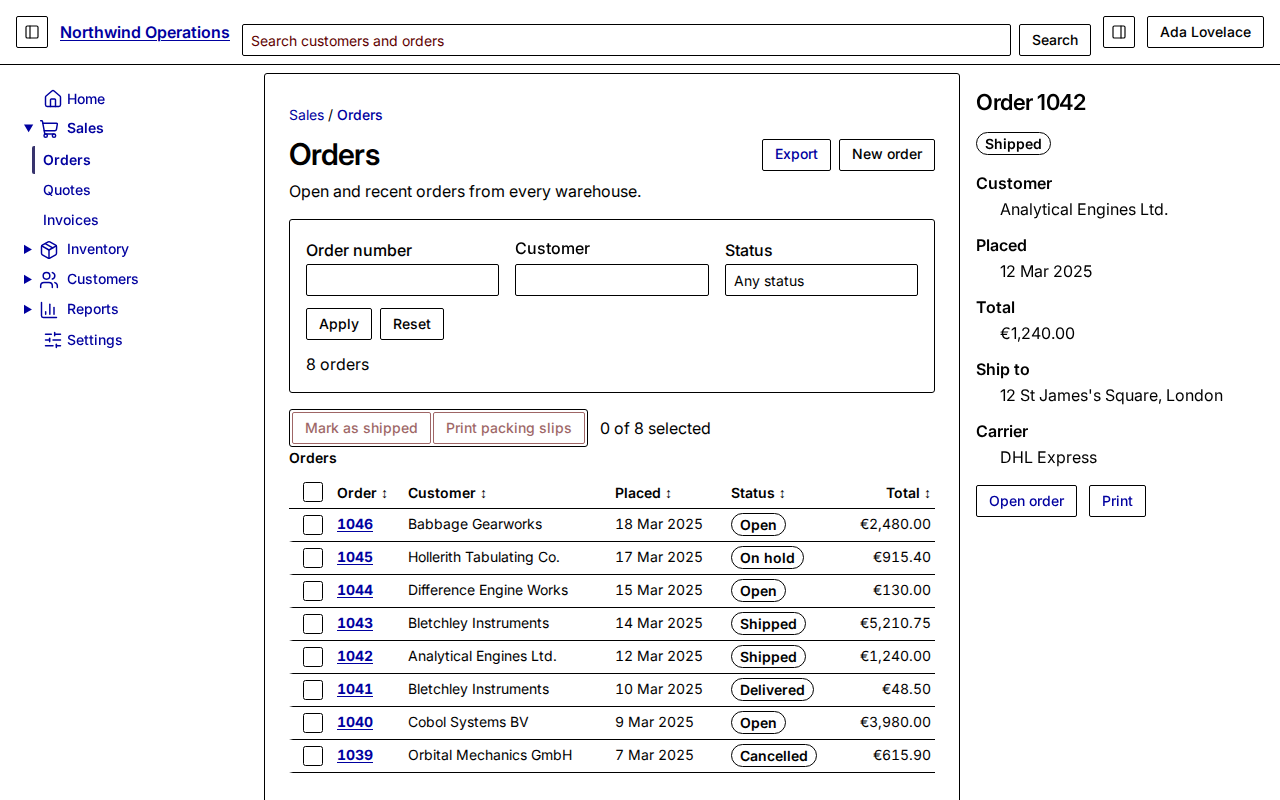 Northwind Operations
Search customers and orders
Search
Ada Lovelace
Home
Sales
Orders
Quotes
Invoices
Inventory
Customers
Reports
Settings
Sales / Orders
Orders
Export
New order
Open and recent orders from every warehouse.
Order number
Customer
Status
Any status
Apply
Reset
8 orders
Mark as shipped
Print packing slips
0 of 8 selected
Orders
Order ↕ Customer ↕ Placed ↕ Status ↕ Total ↕
1046 Babbage Gearworks 18 Mar 2025 Open €2,480.00
1045 Hollerith Tabulating Co. 17 Mar 2025 On hold €915.40
1044 Difference Engine Works 15 Mar 2025 Open €130.00
1043 Bletchley Instruments 14 Mar 2025 Shipped €5,210.75
1042 Analytical Engines Ltd. 12 Mar 2025 Shipped €1,240.00
1041 Bletchley Instruments 10 Mar 2025 Delivered €48.50
1040 Cobol Systems BV 9 Mar 2025 Open €3,980.00
1039 Orbital Mechanics GmbH 7 Mar 2025 Cancelled €615.90
Order 1042
Shipped
Customer
Analytical Engines Ltd.
Placed
12 Mar 2025
Total
€1,240.00
Ship to
12 St James's Square, London
Carrier
DHL Express
Open order
Print